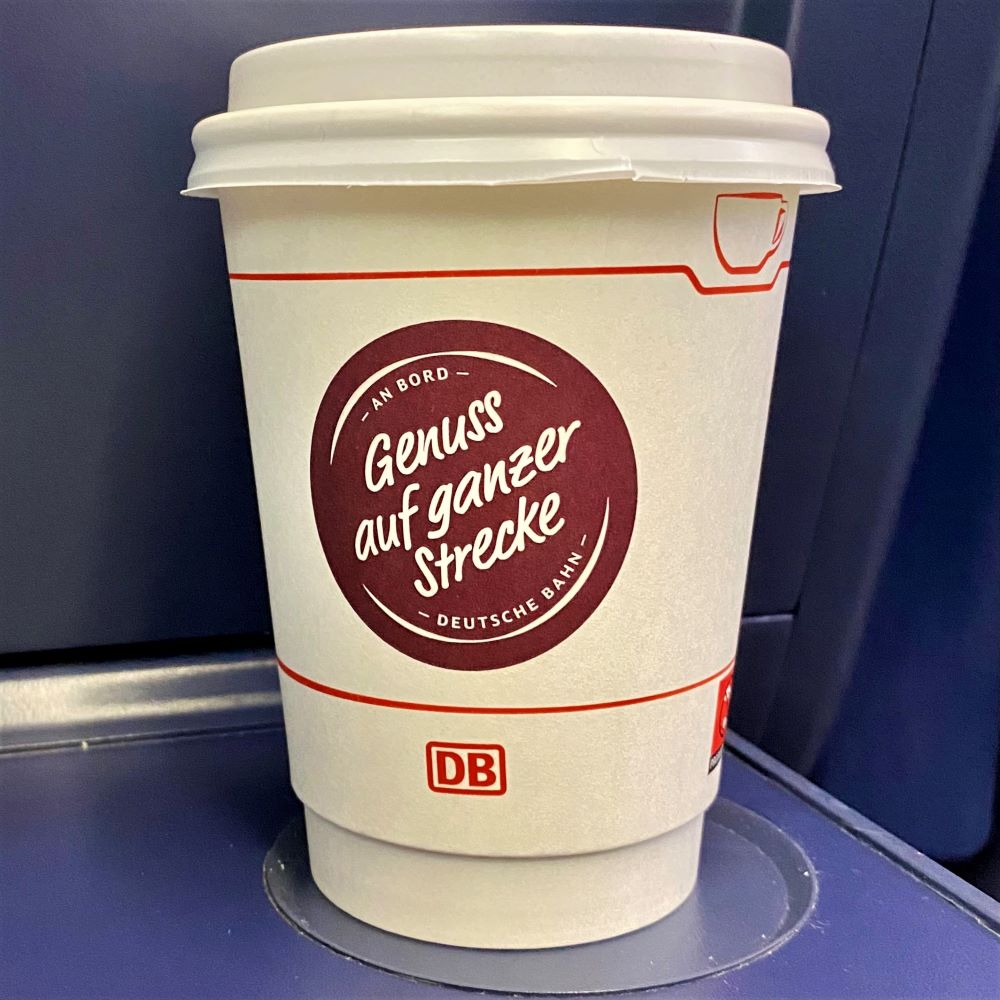 – AN BORD –
Genuss
auf ganzer
Strecke
– DEUTSCHE BAHN –
DB